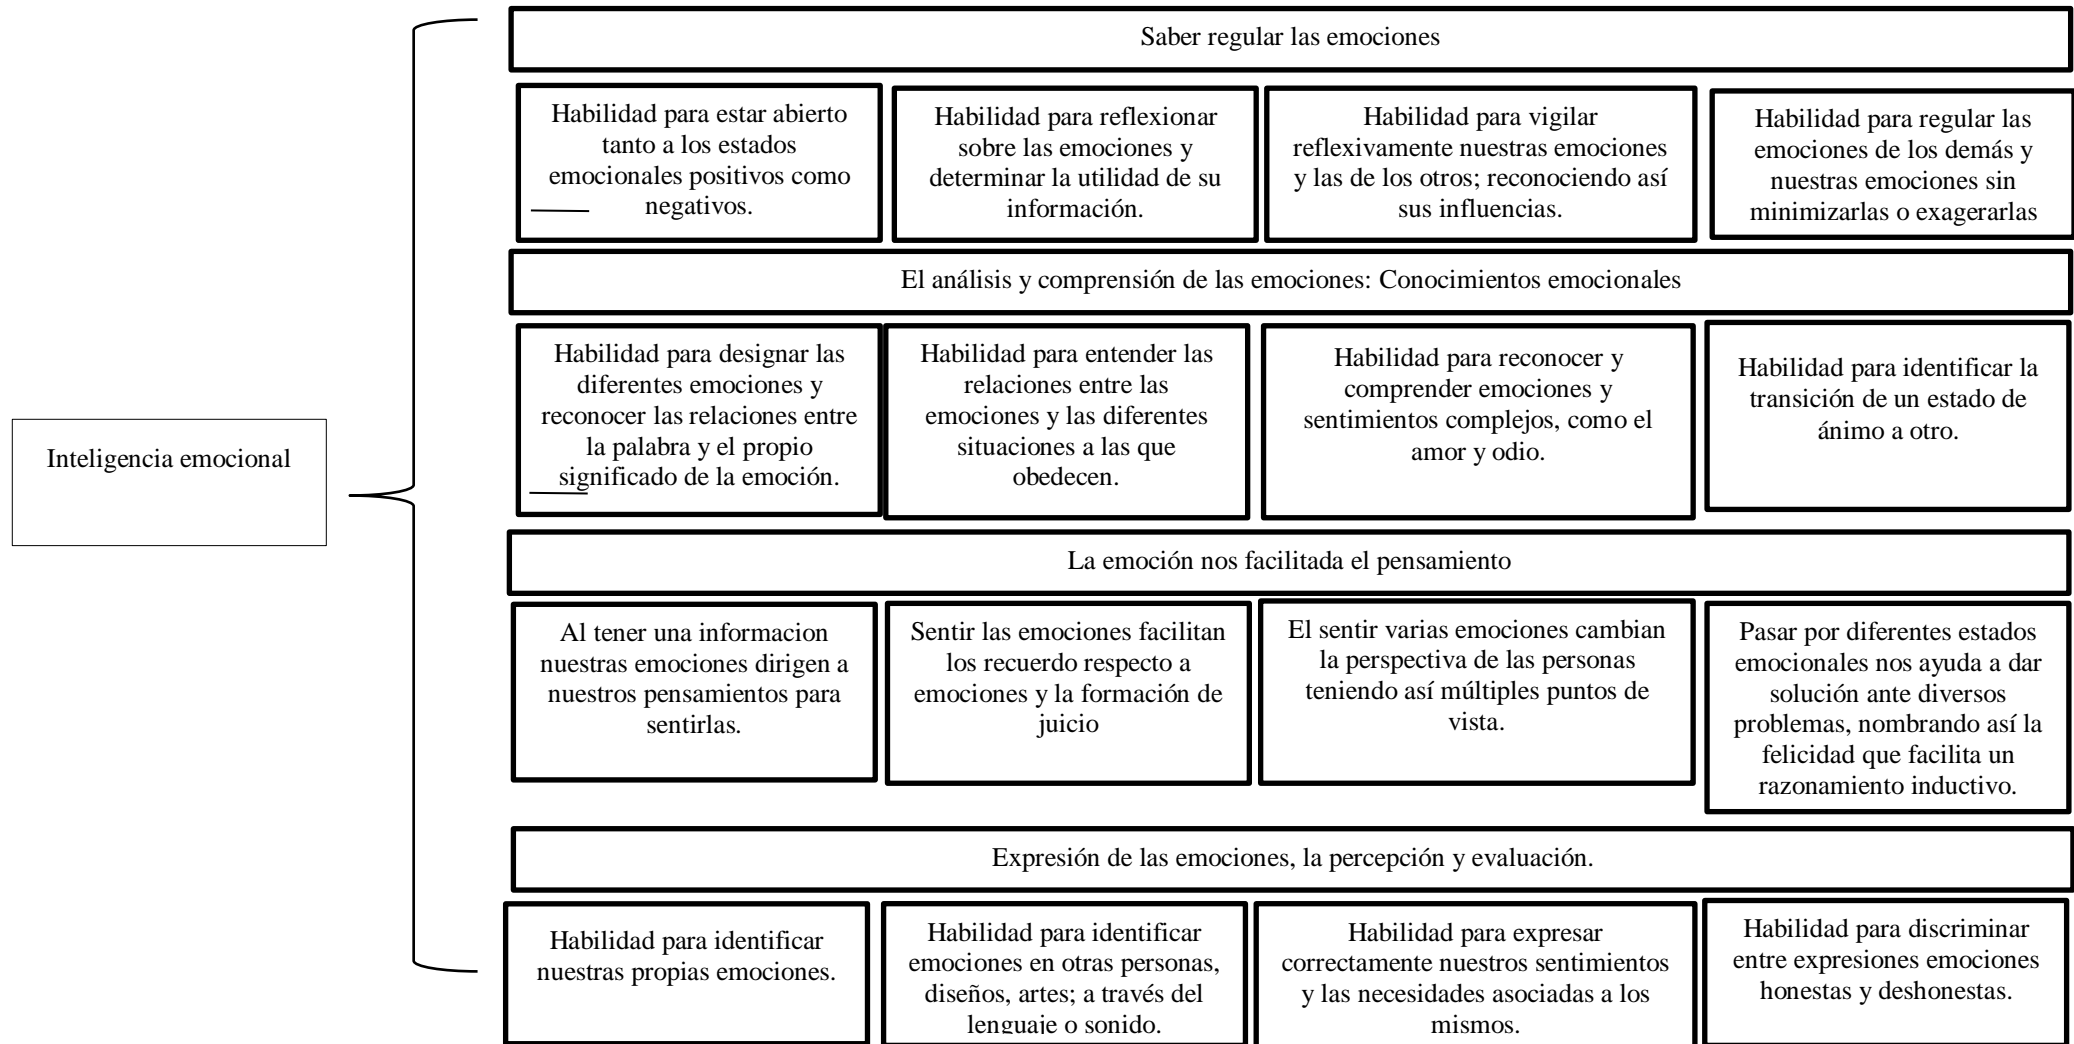 Saber regular las emociones
Habilidad para estar abierto
tanto a los estados
emocionales positivos como
negativos.
Habilidad para reflexionar
sobre las emociones y
determinar la utilidad de su
información.
Habilidad para vigilar
reflexivamente nuestras emociones
y las de los otros; reconociendo así
sus influencias.
Habilidad para regular las
emociones de los demás y
nuestras emociones sin
minimizarlas o exagerarlas
El análisis y comprensión de las emociones: Conocimientos emocionales
Habilidad para designar las
diferentes emociones y
reconocer las relaciones entre
la palabra y el propio
significado de la emoción.
Habilidad para entender las
relaciones entre las
emociones y las diferentes
situaciones a las que
obedecen.
Habilidad para reconocer y
comprender emociones y
sentimientos complejos, como el
amor y odio.
Habilidad para identificar la
transición de un estado de
ánimo a otro.
Inteligencia emocional
La emoción nos facilitada el pensamiento
Al tener una informacion
nuestras emociones dirigen a
nuestros pensamientos para
sentirlas.
Sentir las emociones facilitan
los recuerdo respecto a
emociones y la formación de
juicio
El sentir varias emociones cambian
la perspectiva de las personas
teniendo así múltiples puntos de
vista.
Pasar por diferentes estados
emocionales nos ayuda a dar
solución ante diversos
problemas, nombrando así la
felicidad que facilita un
razonamiento inductivo.
Expresión de las emociones, la percepción y evaluación.
Habilidad para identificar
nuestras propias emociones.
Habilidad para identificar
emociones en otras personas,
diseños, artes; a través del
lenguaje o sonido.
Habilidad para expresar
correctamente nuestros sentimientos
y las necesidades asociadas a los
mismos.
Habilidad para discriminar
entre expresiones emociones
honestas y deshonestas.